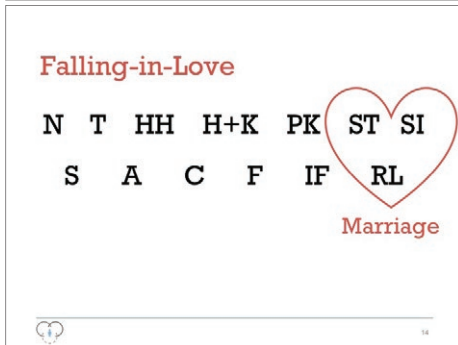 Falling-in-Love
N T HH H+K PK ST SI
S A C F IF RL
Marriage
14